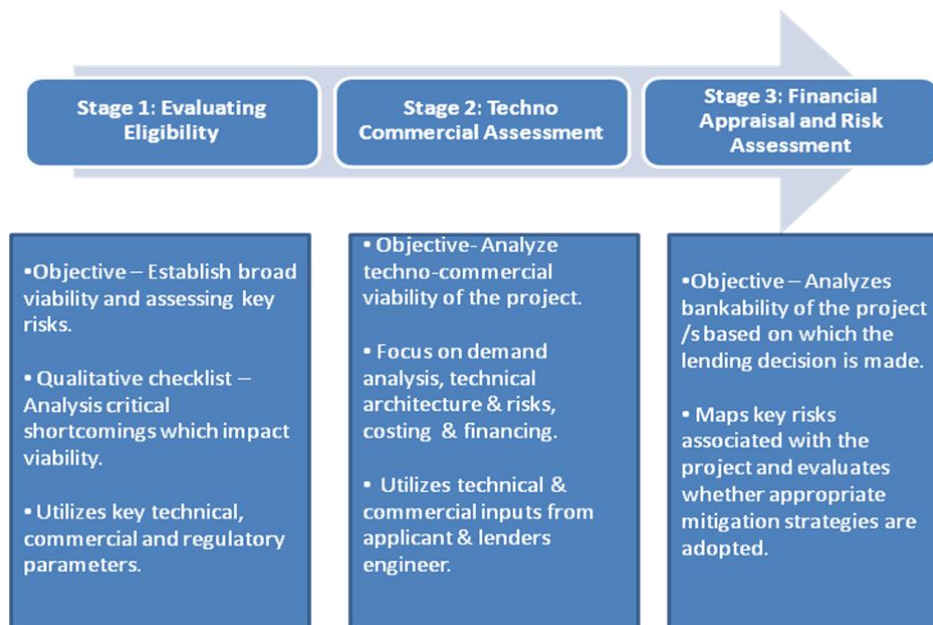 Stage 1: Evaluating
Eligibility
Stage 2: Techno
Commercial Assessment
Stage 3: Financial
Appraisal and Risk
Assessment
•Objective – Establish broad
viability and assessing key
risks.
• Qualitative checklist –
Analysis critical
shortcomings which impact
viability.
• Utilizes key technical,
commercial and regulatory
parameters.
• Objective- Analyze
techno-commercial
viability of the project.
• Focus on demand
analysis, technical
architecture & risks,
costing & financing.
• Utilizes technical &
commercial inputs from
applicant & lenders
engineer.
•Objective – Analyzes
bankability of the project
/s based on which the
lending decision is made.
• Maps key risks
associated with the
project and evaluates
whether appropriate
mitigation strategies are
adopted.